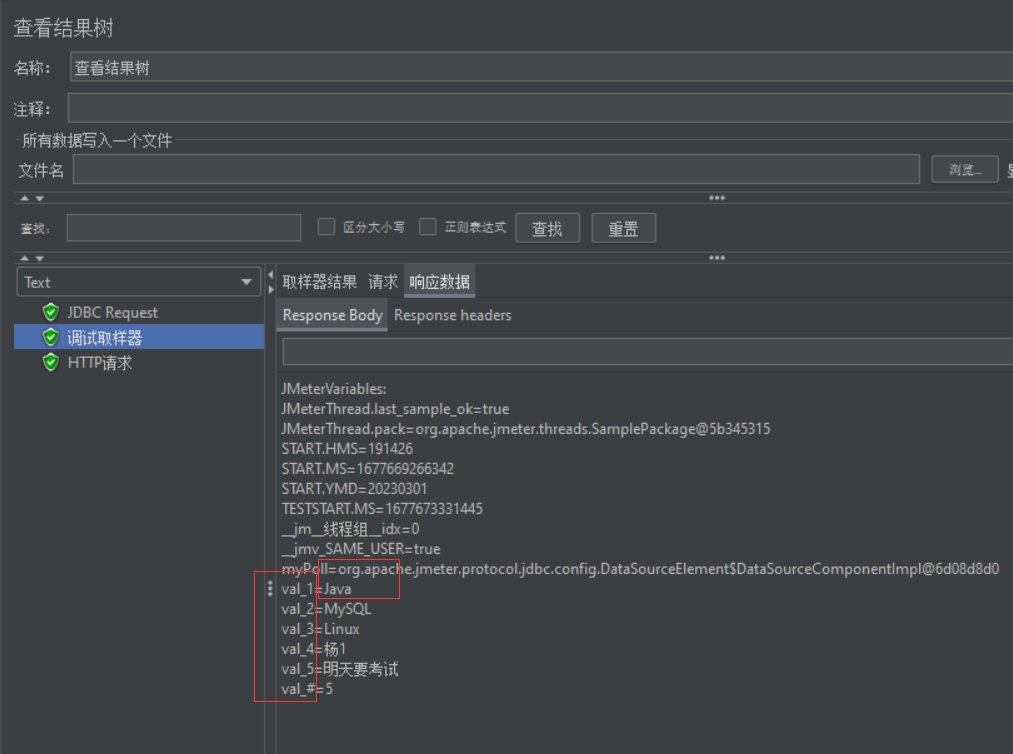 查看结果树
名称： 查看结果树
注释：
所有数据写入一个文件
文件名 浏览...
查找： 区分大小写 正则表达式 查找 重置
Text
JDBC Request
调试取样器
HTTP请求
取样器结果 请求 响应数据
Response Body Response headers
JMeterVariables:
JMeterThread.last_sample_ok=true
JMeterThread.pack=org.apache.jmeter.threads.SamplePackage@5b345315
START.HMS=191426
START.MS=1677669266342
START.YMD=20230301
TESTSTART.MS=1677673331445
__jm__线程组__idx=0
__jmv_SAME_USER=true
myPoll=org.apache.jmeter.protocol.jdbc.config.DataSourceElement$DataSourceComponentImpl@6d08d8d0
val_1=Java
val_2=MySQL
val_3=Linux
val_4=杨1
val_5=明天要考试
val_#=5